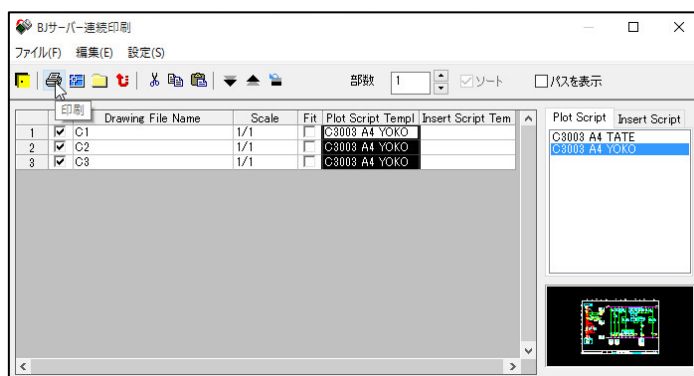 BJサーバー連続印刷
ファイル(F) 編集(E) 設定(S)
部数 1 ソート パスを表示
印刷
Drawing File Name Scale Fit Plot Script Templ Insert Script Tem
1 C1 1/1 C3003 A4 YOKO
2 C2 1/1 C3003 A4 YOKO
3 C3 1/1 C3003 A4 YOKO
Plot Script Insert Script
C3003 A4 TATE
C3003 A4 YOKO